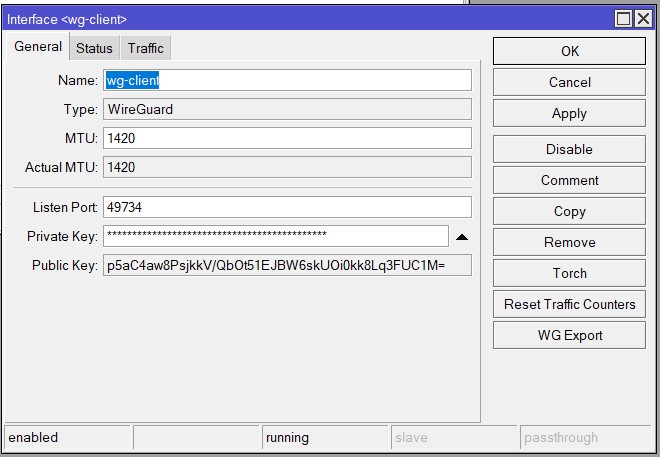 Interface <wg-client>
General Status Traffic
Name: wg-client
Type: WireGuard
MTU: 1420
Actual MTU: 1420
Listen Port: 49734
Private Key: ********************************************
Public Key: p5aC4aw8PsjkkV/QbOt51EJBW6skUOi0kk8Lq3FUC1M=
OK
Cancel
Apply
Disable
Comment
Copy
Remove
Torch
Reset Traffic Counters
WG Export
enabled running slave passthrough